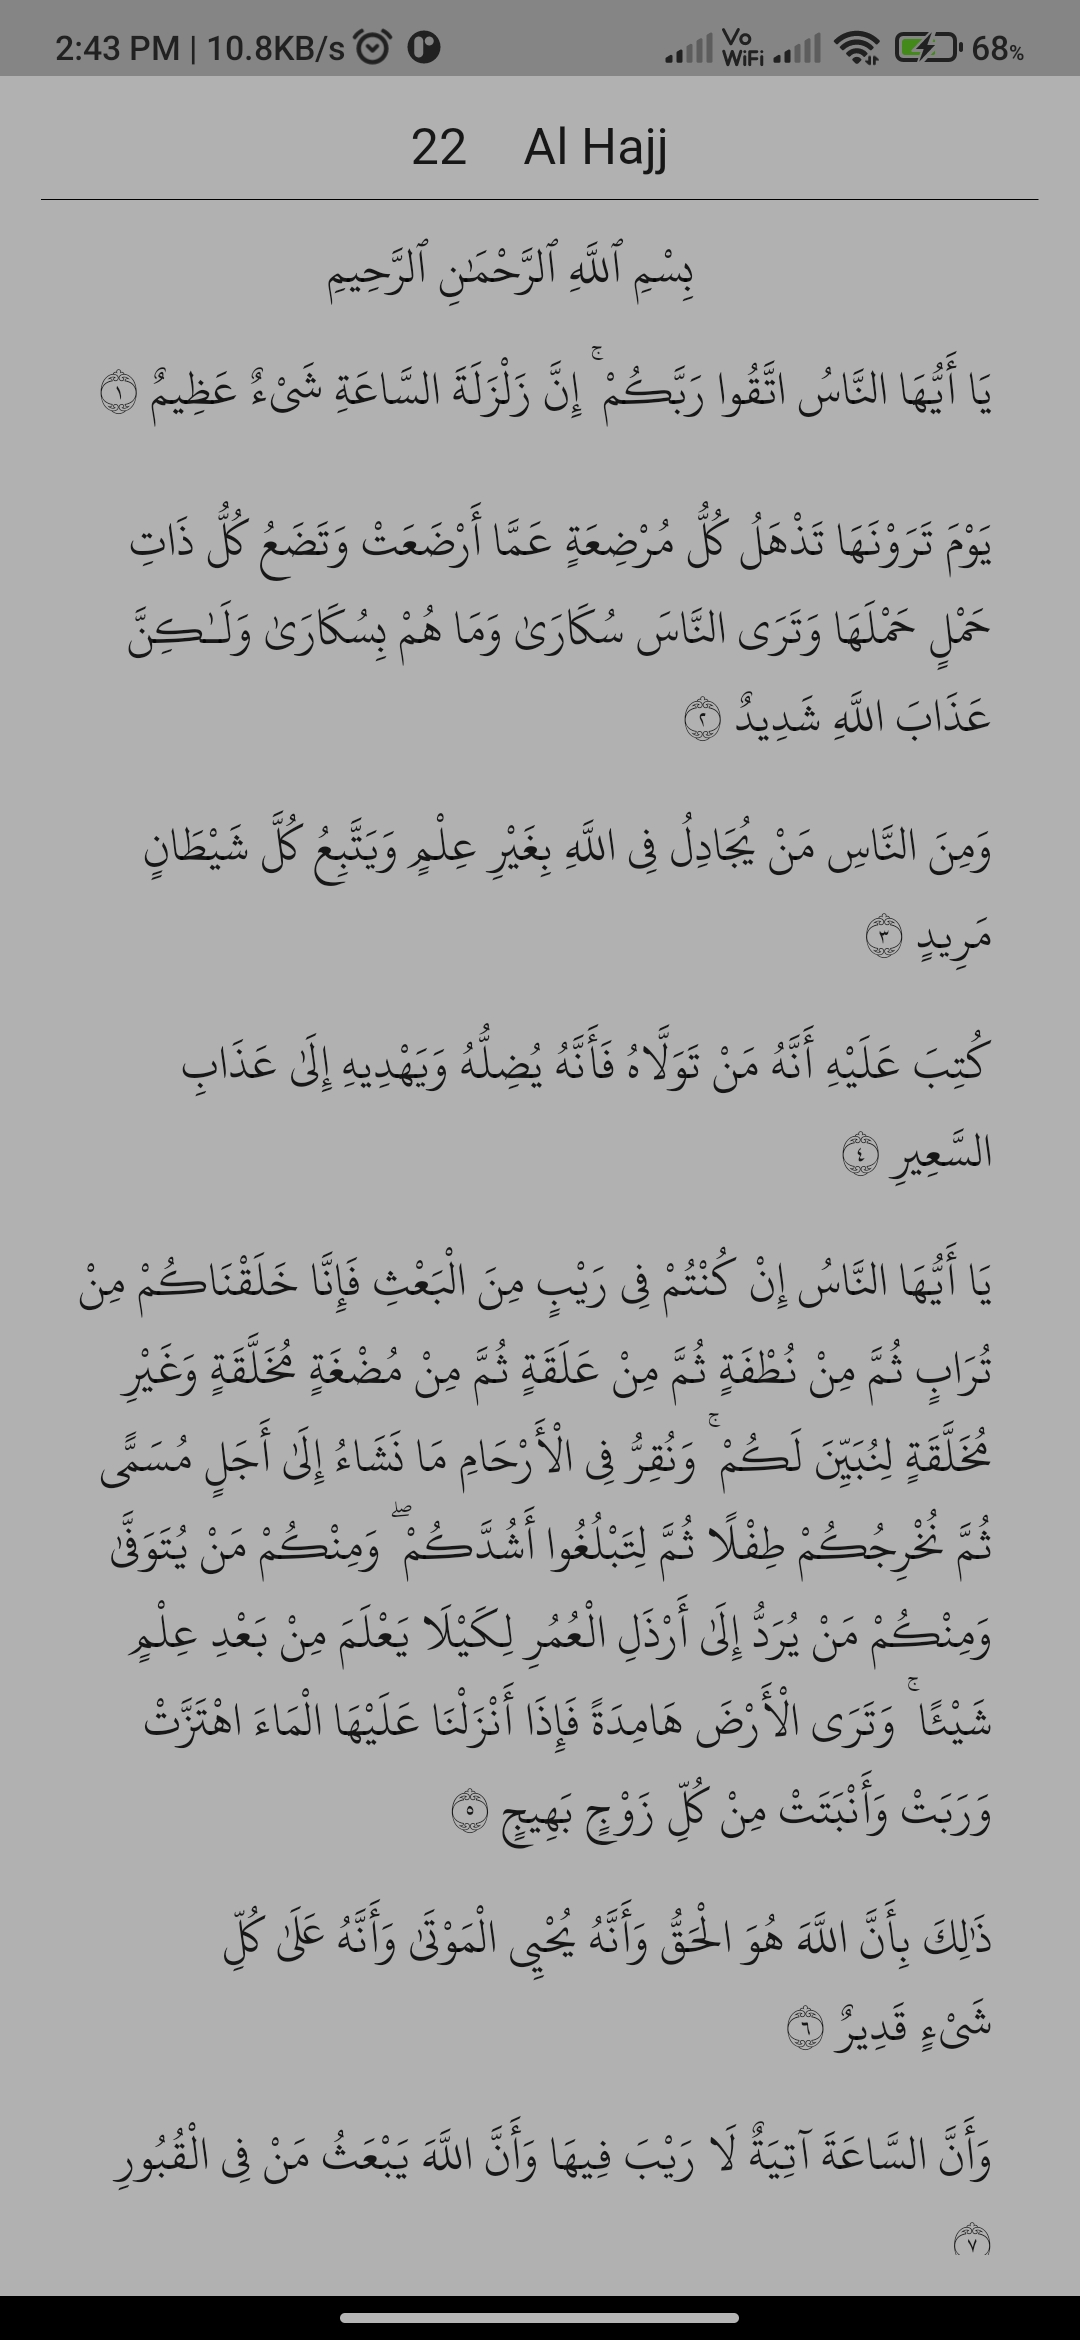 2:43 PM | 10.8KB/s Vo WiFi 68%
22 Al Hajj
بِسْمِ ٱللَّهِ ٱلرَّحْمَٰنِ ٱلرَّحِيمِ
يَا أَيُّهَا النَّاسُ اتَّقُوا رَبَّكُمْ ۚ إِنَّ زَلْزَلَةَ السَّاعَةِ شَىْءٌ عَظِيمٌ ١
يَوْمَ تَرَوْنَهَا تَذْهَلُ كُلُّ مُرْضِعَةٍ عَمَّا أَرْضَعَتْ وَتَضَعُ كُلُّ ذَاتِ
حَمْلٍ حَمْلَهَا وَتَرَى النَّاسَ سُكَارَىٰ وَمَا هُمْ بِسُكَارَىٰ وَلَـٰكِنَّ
عَذَابَ اللَّهِ شَدِيدٌ ٢
وَمِنَ النَّاسِ مَنْ يُجَادِلُ فِى اللَّهِ بِغَيْرِ عِلْمٍ وَيَتَّبِعُ كُلَّ شَيْطَانٍ
مَرِيدٍ ٣
كُتِبَ عَلَيْهِ أَنَّهُ مَنْ تَوَلَّاهُ فَأَنَّهُ يُضِلُّهُ وَيَهْدِيهِ إِلَىٰ عَذَابِ
السَّعِيرِ ٤
يَا أَيُّهَا النَّاسُ إِنْ كُنْتُمْ فِى رَيْبٍ مِنَ الْبَعْثِ فَإِنَّا خَلَقْنَاكُمْ مِنْ
تُرَابٍ ثُمَّ مِنْ نُطْفَةٍ ثُمَّ مِنْ عَلَقَةٍ ثُمَّ مِنْ مُضْغَةٍ مُخَلَّقَةٍ وَغَيْرِ
مُخَلَّقَةٍ لِنُبَيِّنَ لَكُمْ ۚ وَنُقِرُّ فِى الْأَرْحَامِ مَا نَشَاءُ إِلَىٰ أَجَلٍ مُسَمًّى
ثُمَّ نُخْرِجُكُمْ طِفْلًا ثُمَّ لِتَبْلُغُوا أَشُدَّكُمْ ۖ وَمِنْكُمْ مَنْ يُتَوَفَّىٰ
وَمِنْكُمْ مَنْ يُرَدُّ إِلَىٰ أَرْذَلِ الْعُمُرِ لِكَيْلَا يَعْلَمَ مِنْ بَعْدِ عِلْمٍ
شَيْئًا ۚ وَتَرَى الْأَرْضَ هَامِدَةً فَإِذَا أَنْزَلْنَا عَلَيْهَا الْمَاءَ اهْتَزَّتْ
وَرَبَتْ وَأَنْبَتَتْ مِنْ كُلِّ زَوْجٍ بَهِيجٍ ٥
ذَٰلِكَ بِأَنَّ اللَّهَ هُوَ الْحَقُّ وَأَنَّهُ يُحْيِى الْمَوْتَىٰ وَأَنَّهُ عَلَىٰ كُلِّ
شَىْءٍ قَدِيرٌ ٦
وَأَنَّ السَّاعَةَ آتِيَةٌ لَا رَيْبَ فِيهَا وَأَنَّ اللَّهَ يَبْعَثُ مَنْ فِى الْقُبُورِ
٧